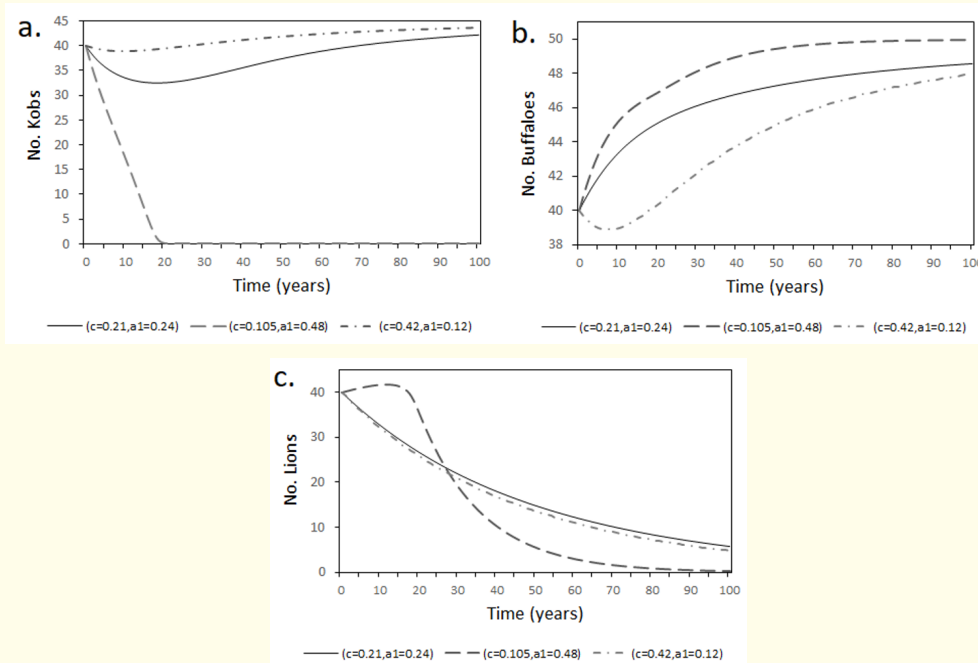 a.
45
40
35
30
25
20
15
10
5
0
No. Kobs
0 10 20 30 40 50 60 70 80 90 100
Time (years)
(c=0.21,a1=0.24) (c=0.105,a1=0.48) (c=0.42,a1=0.12)
b.
50
48
46
44
42
40
38
No. Buffaloes
0 10 20 30 40 50 60 70 80 90 100
Time (years)
(c=0.21,a1=0.24) (c=0.105,a1=0.48) (c=0.42,a1=0.12)
c.
40
30
20
10
0
No. Lions
0 10 20 30 40 50 60 70 80 90 100
Time (years)
(c=0.21,a1=0.24) (c=0.105,a1=0.48) (c=0.42,a1=0.12)